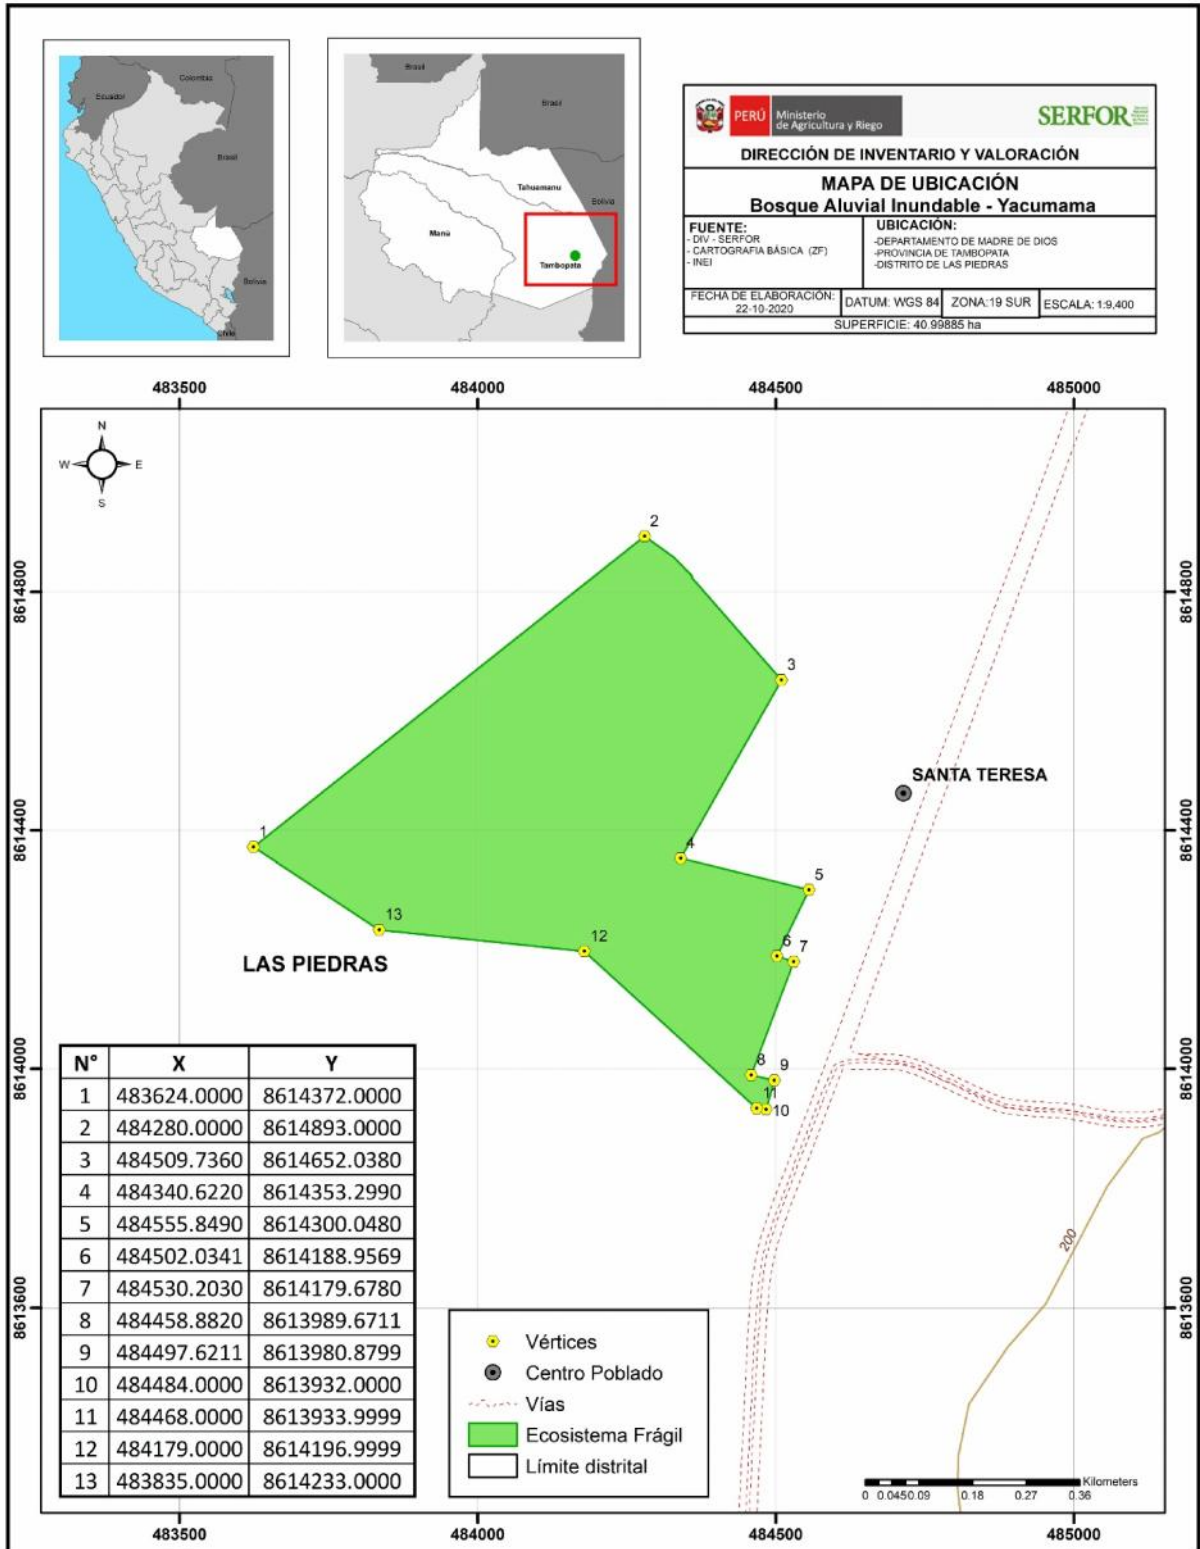 Colombia
Ecuador
Brasil
Bolivia
Chile
Brasil
Brasil
Tahuamanu
Bolivia
Manú
Tambopata
PERÚ Ministerio de Agricultura y Riego
SERFOR
DIRECCIÓN DE INVENTARIO Y VALORACIÓN
MAPA DE UBICACIÓN
Bosque Aluvial Inundable - Yacumama
FUENTE:
- DIV - SERFOR
- CARTOGRAFIA BÁSICA (ZF)
- INEI
UBICACIÓN:
-DEPARTAMENTO DE MADRE DE DIOS
-PROVINCIA DE TAMBOPATA
-DISTRITO DE LAS PIEDRAS
FECHA DE ELABORACIÓN:
22-10-2020
DATUM: WGS 84
ZONA:19 SUR
ESCALA: 1:9,400
SUPERFICIE: 40.99885 ha
483500 484000 484500 485000
N
W E
S
2
8614800 8614800
3
SANTA TERESA
8614400 8614400
1
4
5
13
12
6
7
LAS PIEDRAS
8614000 8614000
8
9
11
10
N° X Y
1 483624.0000 8614372.0000
2 484280.0000 8614893.0000
3 484509.7360 8614652.0380
4 484340.6220 8614353.2990
5 484555.8490 8614300.0480
6 484502.0341 8614188.9569
7 484530.2030 8614179.6780
8 484458.8820 8613989.6711
9 484497.6211 8613980.8799
10 484484.0000 8613932.0000
11 484468.0000 8613933.9999
12 484179.0000 8614196.9999
13 483835.0000 8614233.0000
200
8613600 8613600
Vértices
Centro Poblado
Vías
Ecosistema Frágil
Límite distrital
Kilometers
0 0.045 0.09 0.18 0.27 0.36
483500 484000 484500 485000